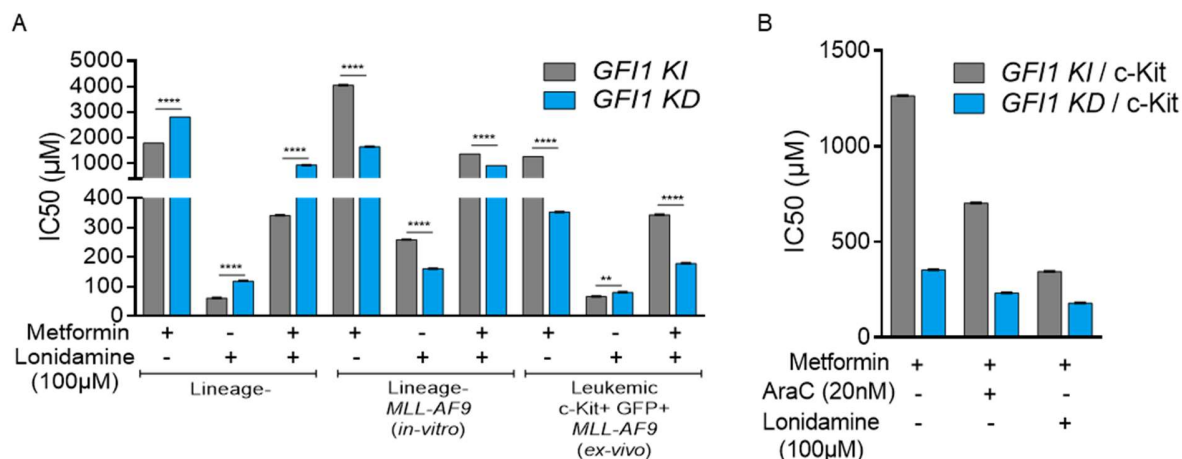 A
IC50 (µM)
5000
4000
3000
2000
1000
400
300
200
100
0
GFI1 KI
GFI1 KD
**** **** **** **** **** **** **** ** ****
Metformin + - + + - + + - +
Lonidamine - + + - + + - + +
(100µM)
Lineage-
Lineage-
MLL-AF9
(in-vitro)
Leukemic
c-Kit+ GFP+
MLL-AF9
(ex-vivo)
B
IC50 (µM)
1500
1000
500
0
GFI1 KI / c-Kit
GFI1 KD / c-Kit
Metformin + + +
AraC (20nM) - + -
Lonidamine - - +
(100µM)